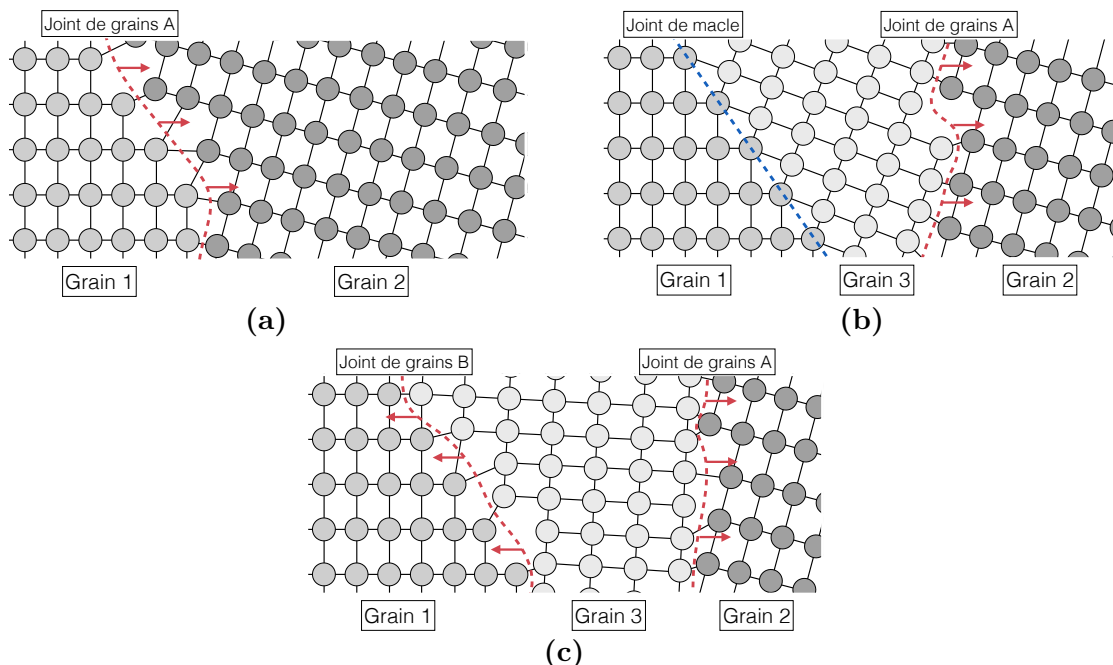 Joint de grains A
Grain 1
Grain 2
(a)
Joint de macle
Joint de grains A
Grain 1
Grain 3
Grain 2
(b)
Joint de grains B
Joint de grains A
Grain 1
Grain 3
Grain 2
(c)